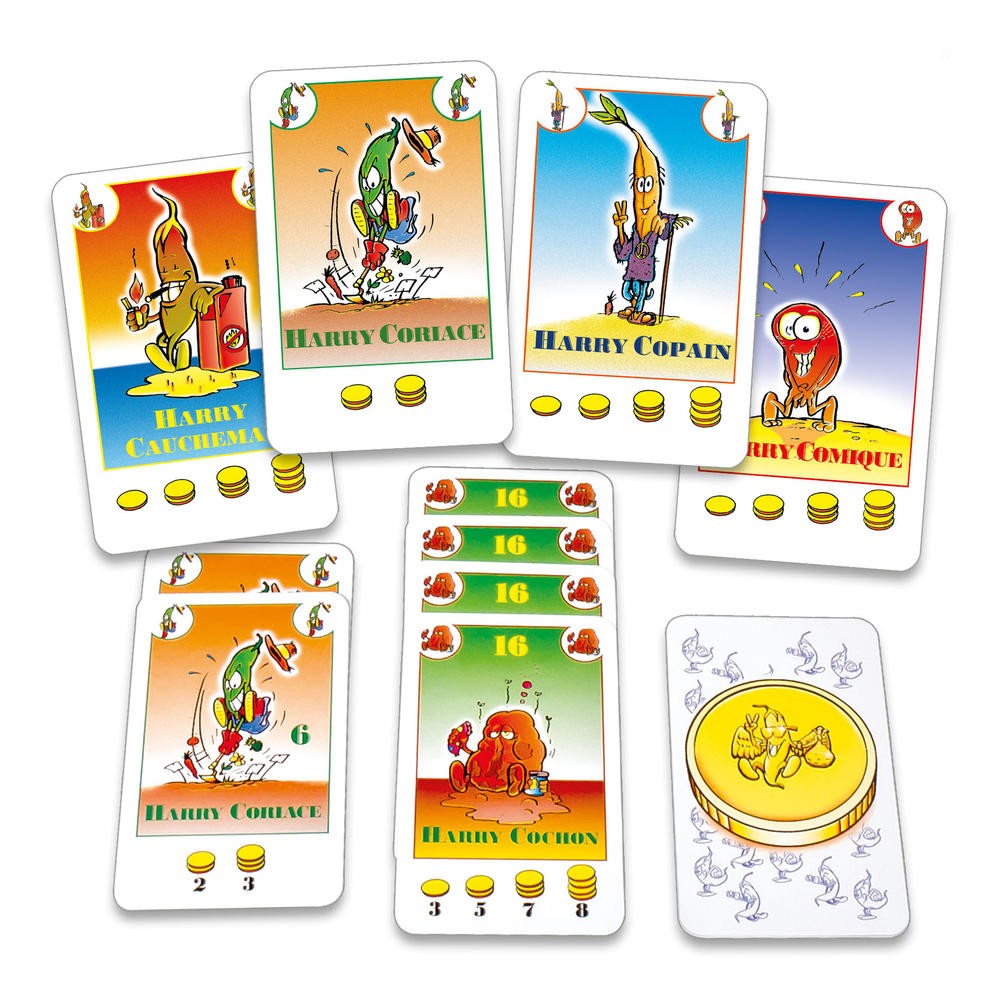 HARRY CORIACE
HARRY COPAIN
HARRY
CAUCHEMA
RRY COMIQUE
16
16
16
16
6
HARRY CORIACE
2 3
HARRY COCHON
3 5 7 8